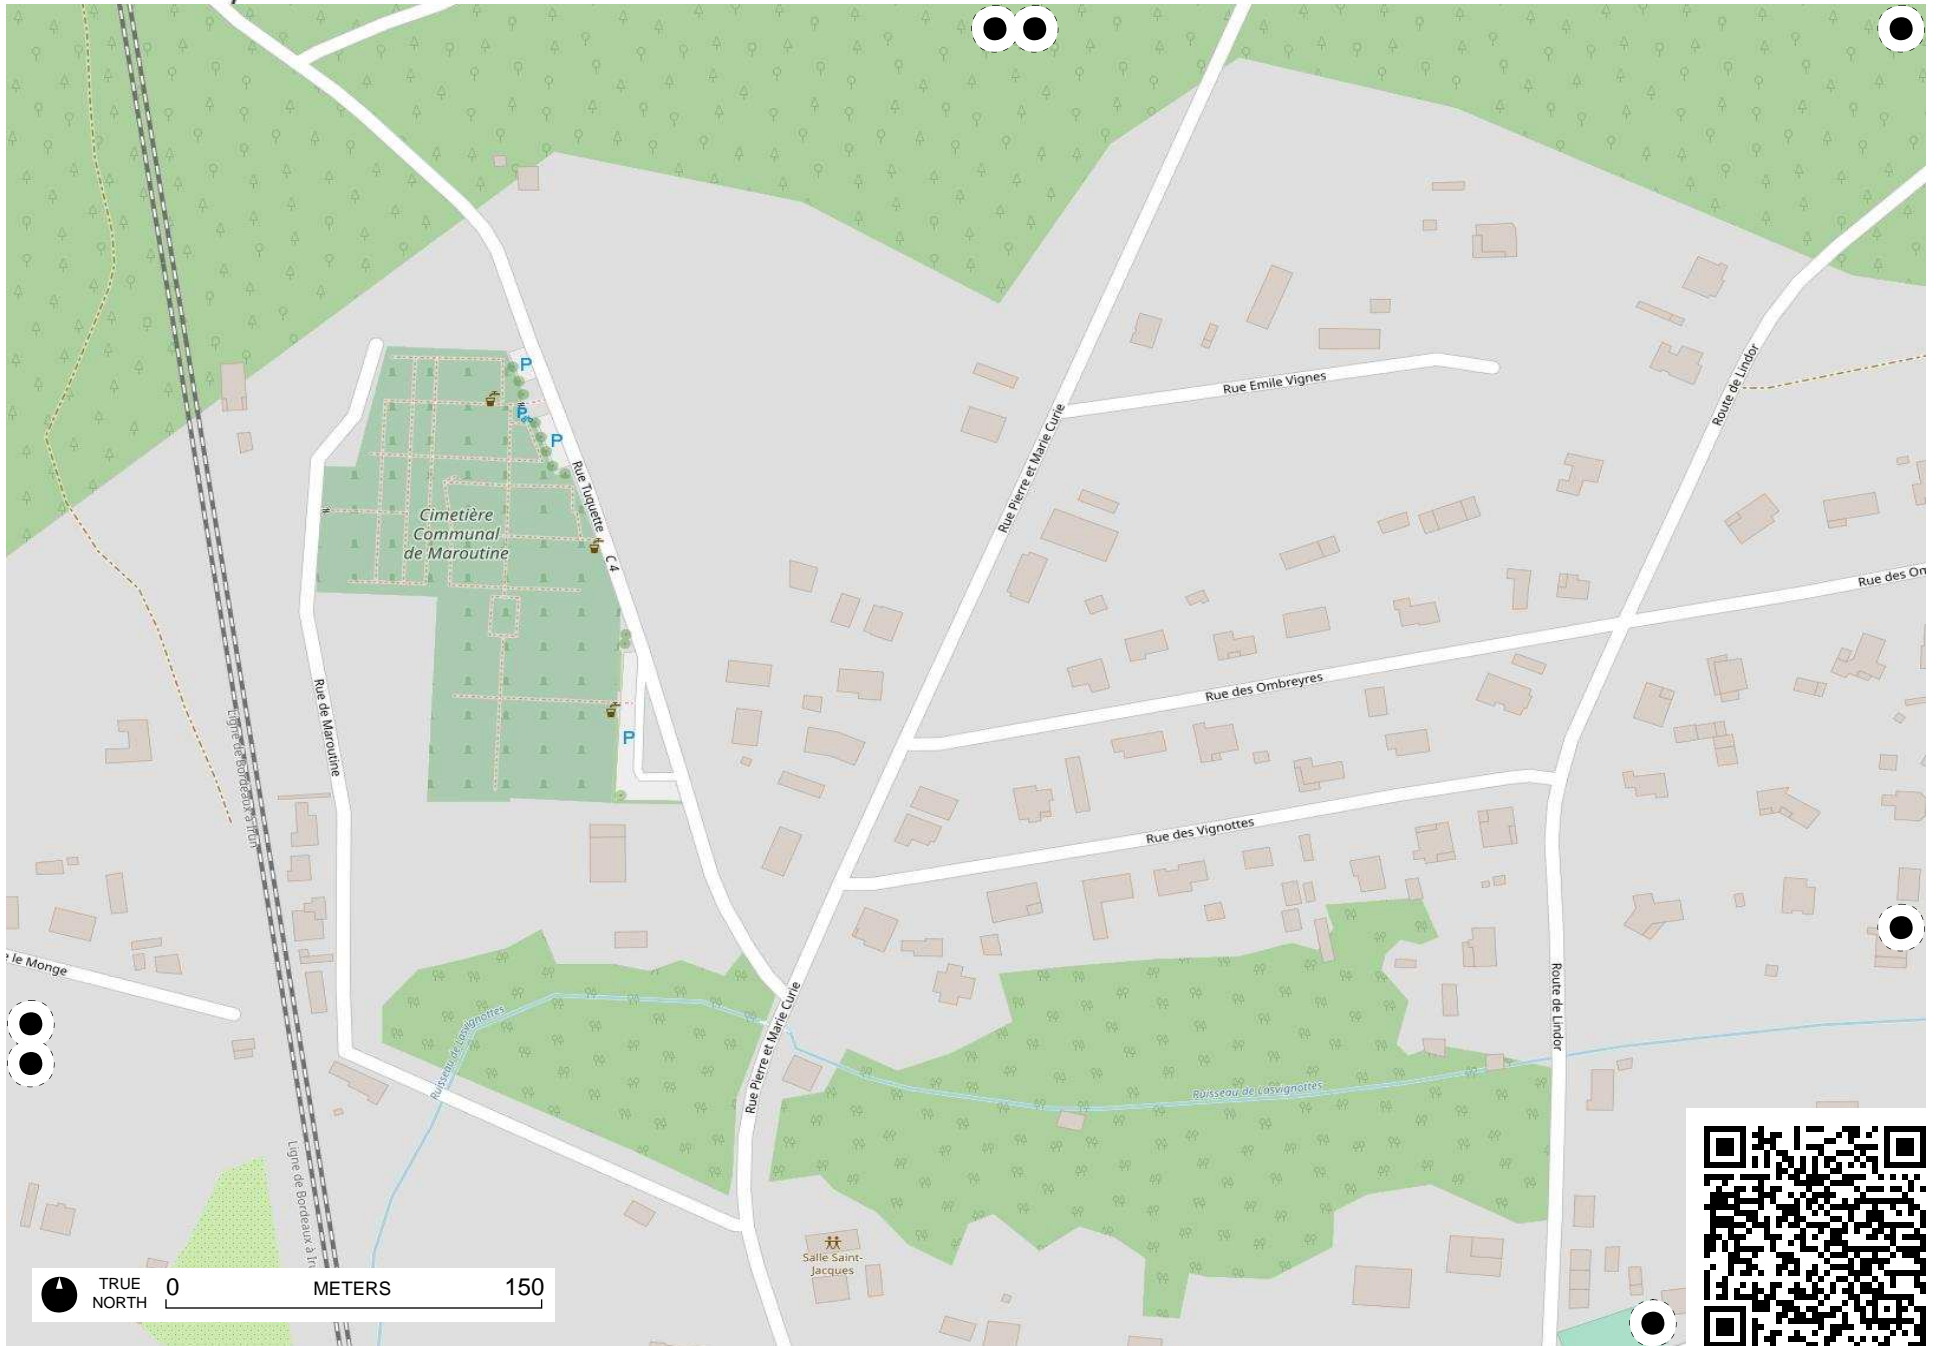 P
P
P
Rue Emile Vignes
Route de Lindor
Rue Pierre et Marie Curie
Rue Tuquette
C 4
Cimetière
Communal
de Maroutine
Rue des Om
Rue de Maroutine
Rue des Ombreyres
Ligne de Bordeaux à Irun
P
Rue des Vignottes
e le Monge
Rue Pierre et Marie Curie
Route de Lindor
Ruisseau de Lasvignottes
Ruisseau de Lasvignottes
Ligne de Bordeaux à Iru
Salle Saint-
Jacques
TRUE
NORTH
0 METERS 150